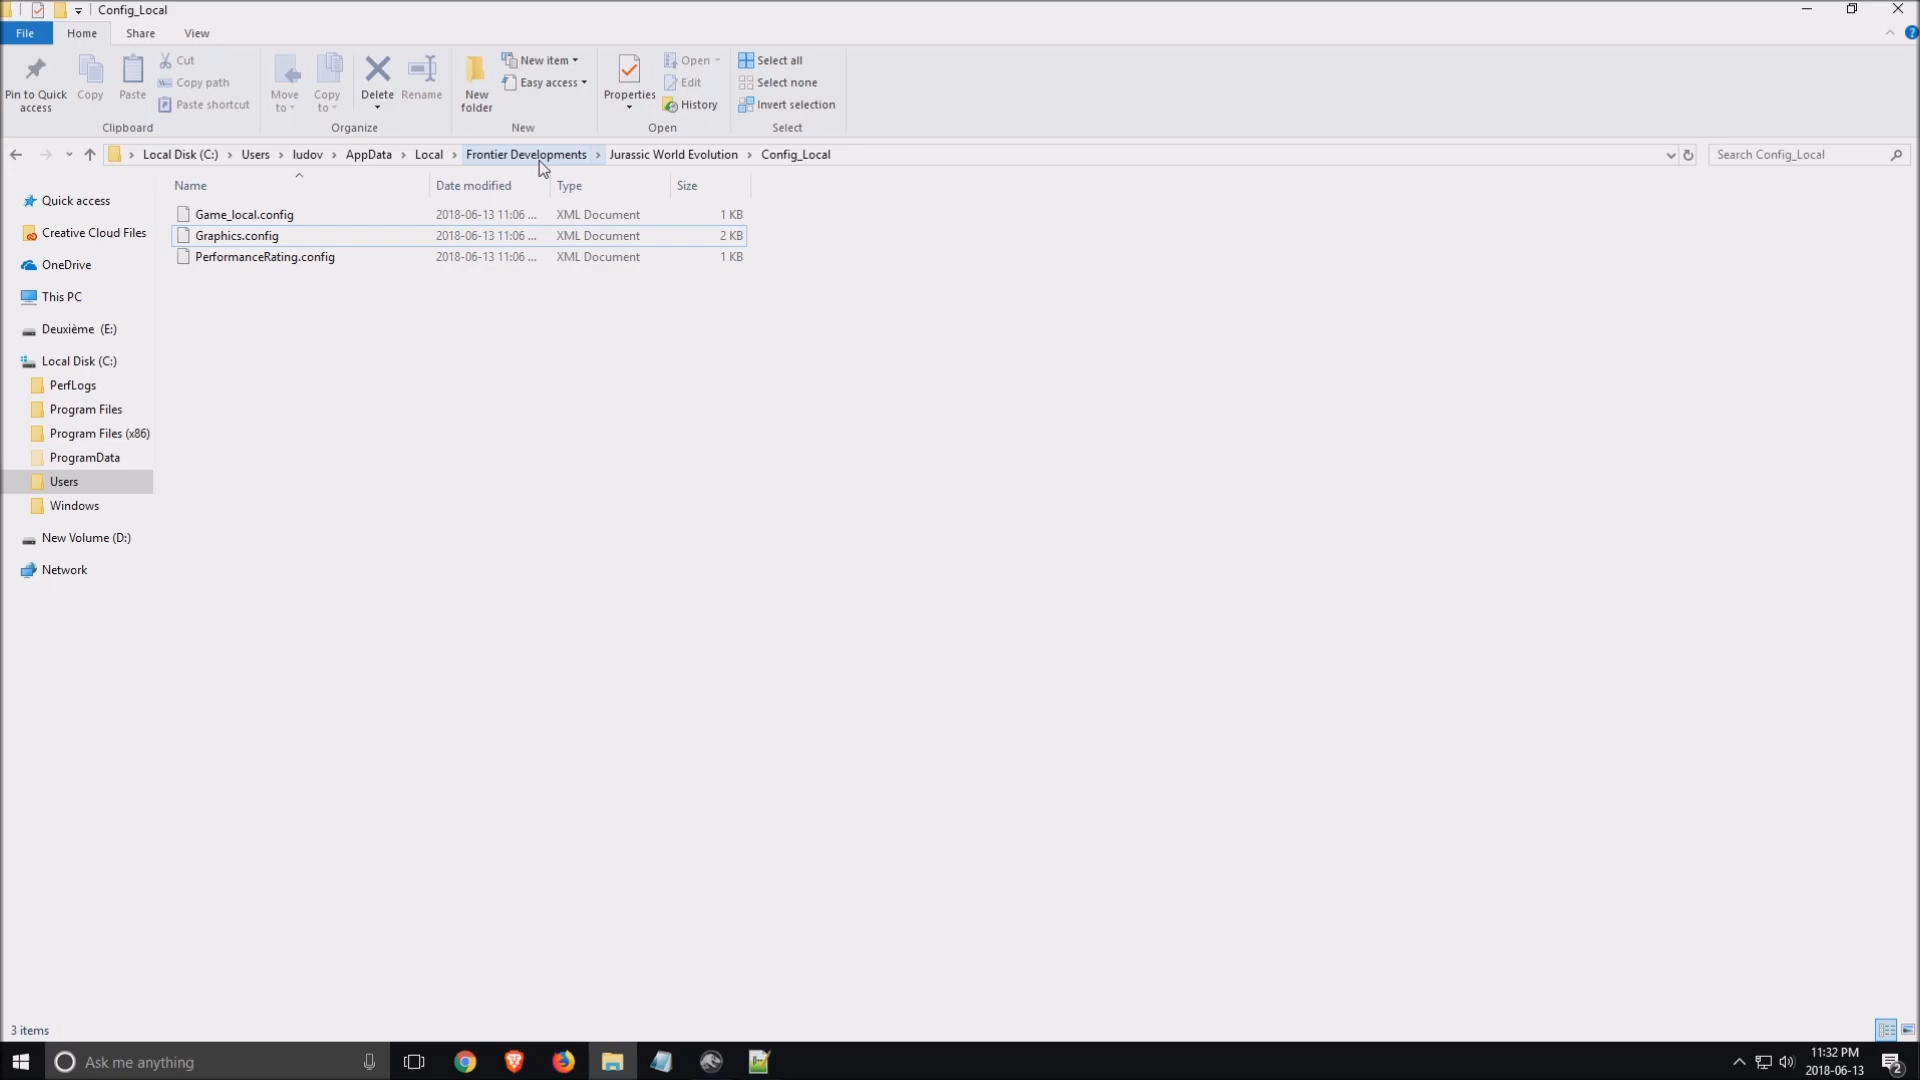 Config_Local
File Home Share View
Pin to Quick access
Copy
Paste
Cut
Copy path
Paste shortcut
Clipboard
Move to
Copy to
Delete
Rename
Organize
New folder
New item
Easy access
New
Properties
Open
Edit
History
Open
Select all
Select none
Invert selection
Select
Local Disk (C:) > Users > ludov > AppData > Local > Frontier Developments > Jurassic World Evolution > Config_Local
Search Config_Local
Name Date modified Type Size
Game_local.config 2018-06-13 11:06 ... XML Document 1 KB
Graphics.config 2018-06-13 11:06 ... XML Document 2 KB
PerformanceRating.config 2018-06-13 11:06 ... XML Document 1 KB
Quick access
Creative Cloud Files
OneDrive
This PC
Deuxième (E:)
Local Disk (C:)
PerfLogs
Program Files
Program Files (x86)
ProgramData
Users
Windows
New Volume (D:)
Network
3 items
Ask me anything
11:32 PM
2018-06-13
2